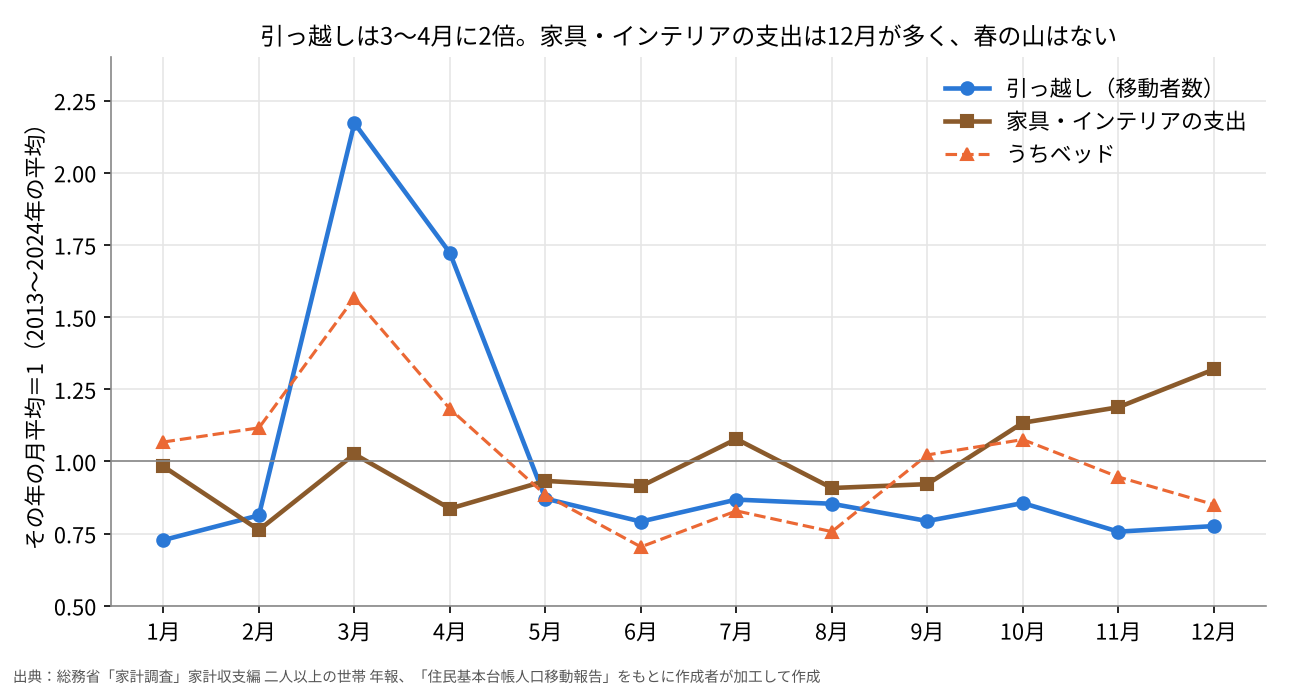 引っ越しは3〜4月に2倍。家具・インテリアの支出は12月が多く、春の山はない
引っ越し（移動者数）
家具・インテリアの支出
うちベッド
その年の月平均=1（2013〜2024年の平均）
2.25
2.00
1.75
1.50
1.25
1.00
0.75
0.50
1月 2月 3月 4月 5月 6月 7月 8月 9月 10月 11月 12月
出典：総務省「家計調査」家計収支編 二人以上の世帯 年報、「住民基本台帳人口移動報告」をもとに作成者が加工して作成